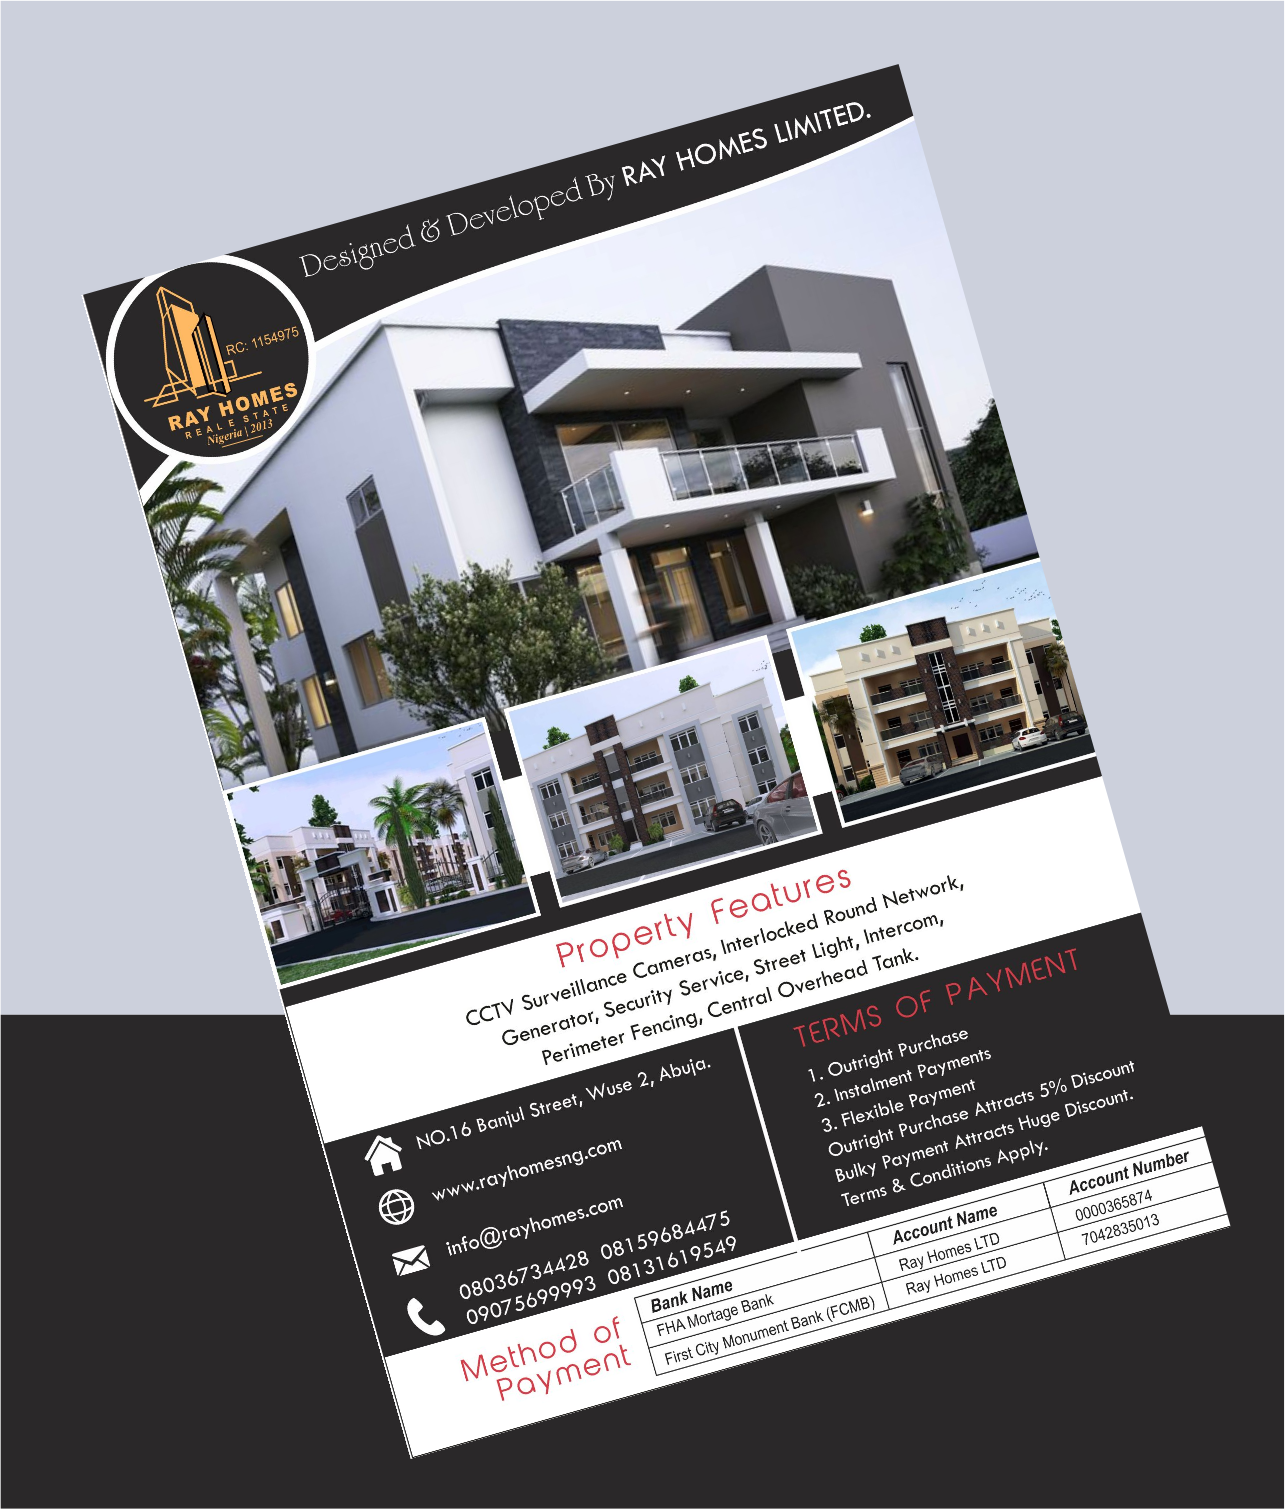 Designed & Developed By RAY HOMES LIMITED.
RC: 1154975
RAY HOMES
REAL ESTATE
Nigeria | 2013
Property Features
CCTV Surveillance Cameras, Interlocked Round Network,
Generator, Security Service, Street Light, Intercom,
Perimeter Fencing, Central Overhead Tank.
NO.16 Banjul Street, Wuse 2, Abuja.
www.rayhomesng.com
info@rayhomes.com
08036734428 08159684475
09075699993 08131619549
TERMS OF PAYMENT
1. Outright Purchase
2. Instalment Payments
3. Flexible Payment
Outright Purchase Attracts 5% Discount
Bulky Payment Attracts Huge Discount.
Terms & Conditions Apply.
Method of
Payment
Bank Name Account Name Account Number
FHA Mortage Bank Ray Homes LTD 0000365874
First City Monument Bank (FCMB) Ray Homes LTD 7042835013